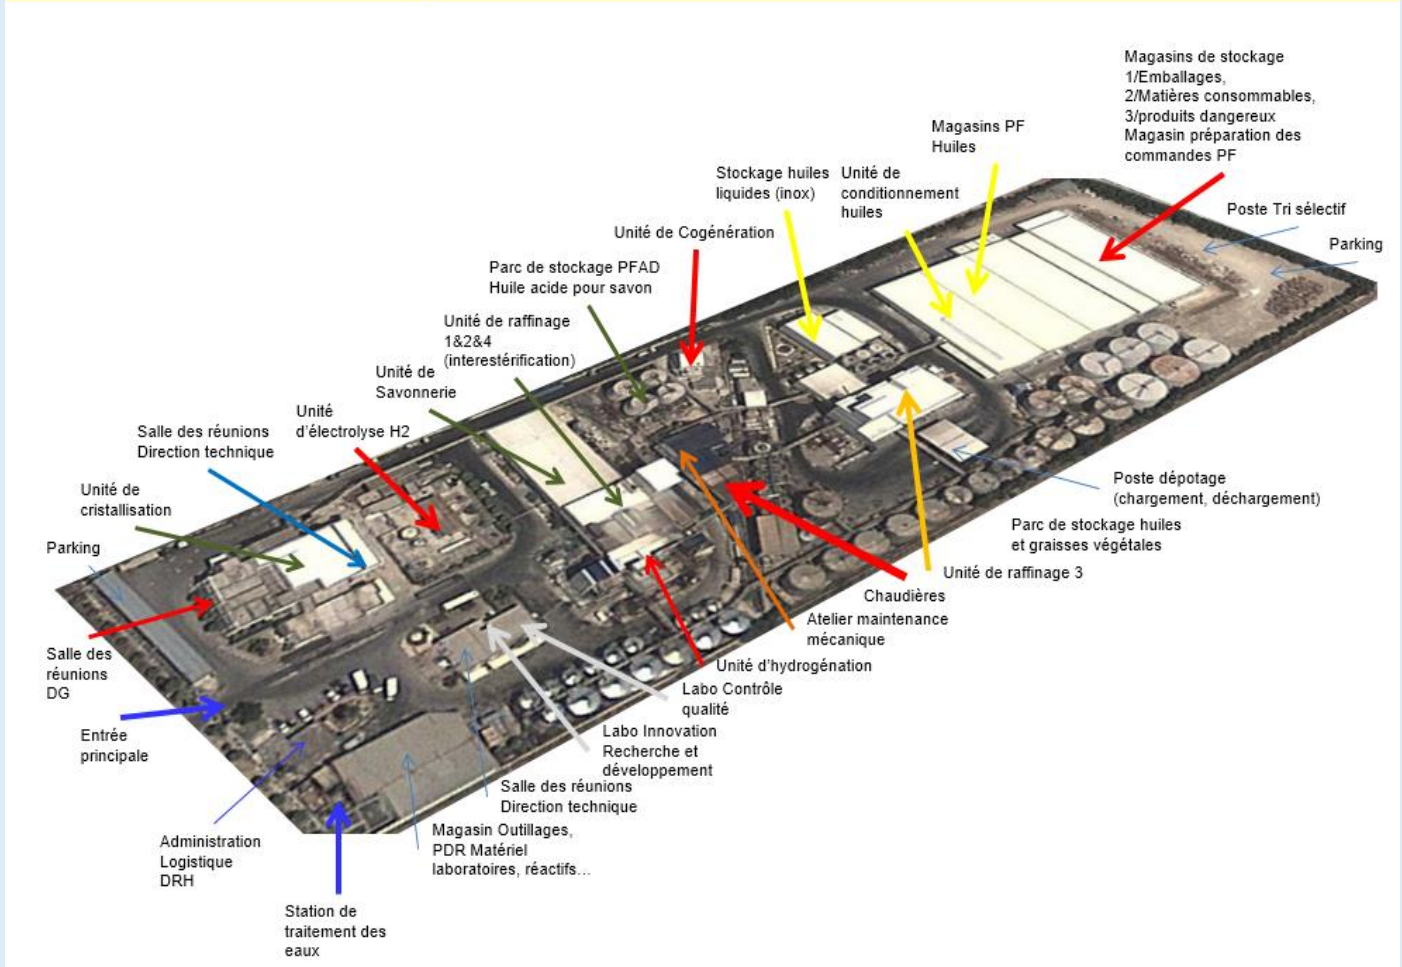 Magasins de stockage
1/Emballages,
2/Matières consommables,
3/produits dangereux
Magasin préparation des
commandes PF
Magasins PF
Huiles
Stockage huiles
liquides (inox)
Unité de
conditionnement
huiles
Poste Tri sélectif
Parking
Unité de Cogénération
Parc de stockage PFAD
Huile acide pour savon
Unité de raffinage
1&2&4
(interestérification)
Unité de
Savonnerie
Unité
d'électrolyse H2
Salle des réunions
Direction technique
Unité de
cristallisation
Parking
Poste dépotage
(chargement, déchargement)
Parc de stockage huiles
et graisses végétales
Unité de raffinage 3
Chaudières
Atelier maintenance
mécanique
Unité d'hydrogénation
Labo Contrôle
qualité
Labo Innovation
Recherche et
développement
Salle des réunions
Direction technique
Magasin Outillages,
PDR Matériel
laboratoires, réactifs...
Salle des
réunions
DG
Entrée
principale
Administration
Logistique
DRH
Station de
traitement des
eaux